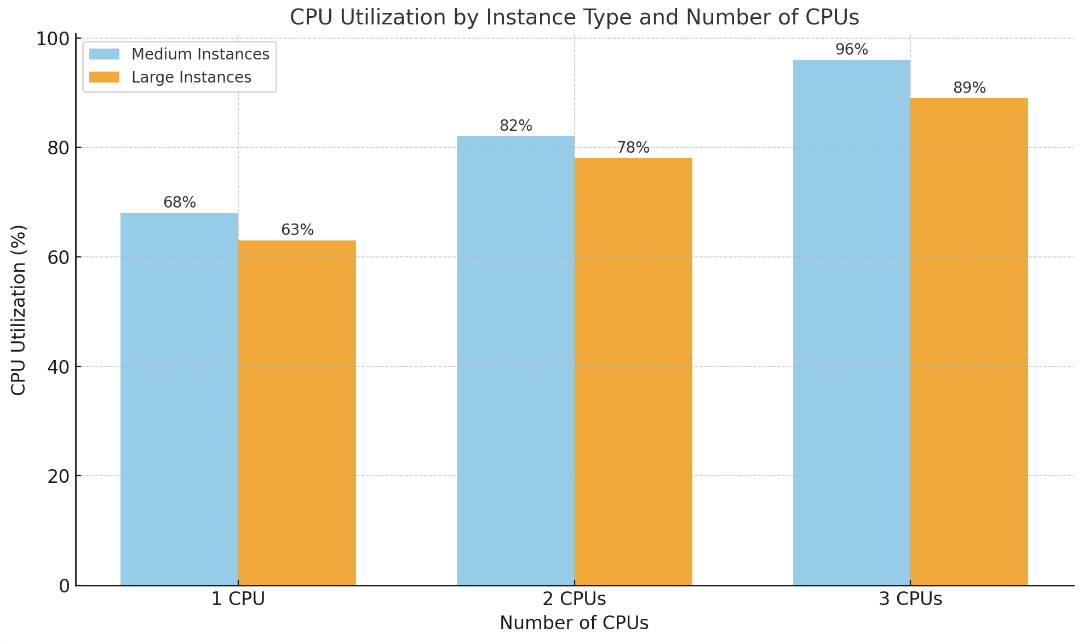 CPU Utilization by Instance Type and Number of CPUs
Medium Instances
Large Instances
CPU Utilization (%)
100
80
60
40
20
0
68%
63%
82%
78%
96%
89%
1 CPU
2 CPUs
3 CPUs
Number of CPUs